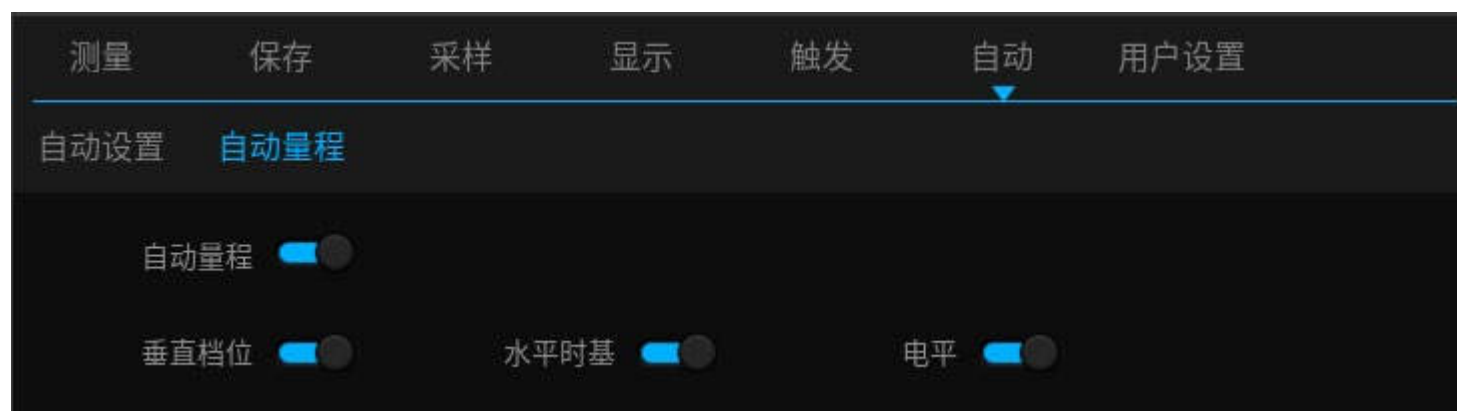 测量 保存 采样 显示 触发 自动 用户设置
自动设置 自动量程
自动量程
垂直档位 水平时基 电平